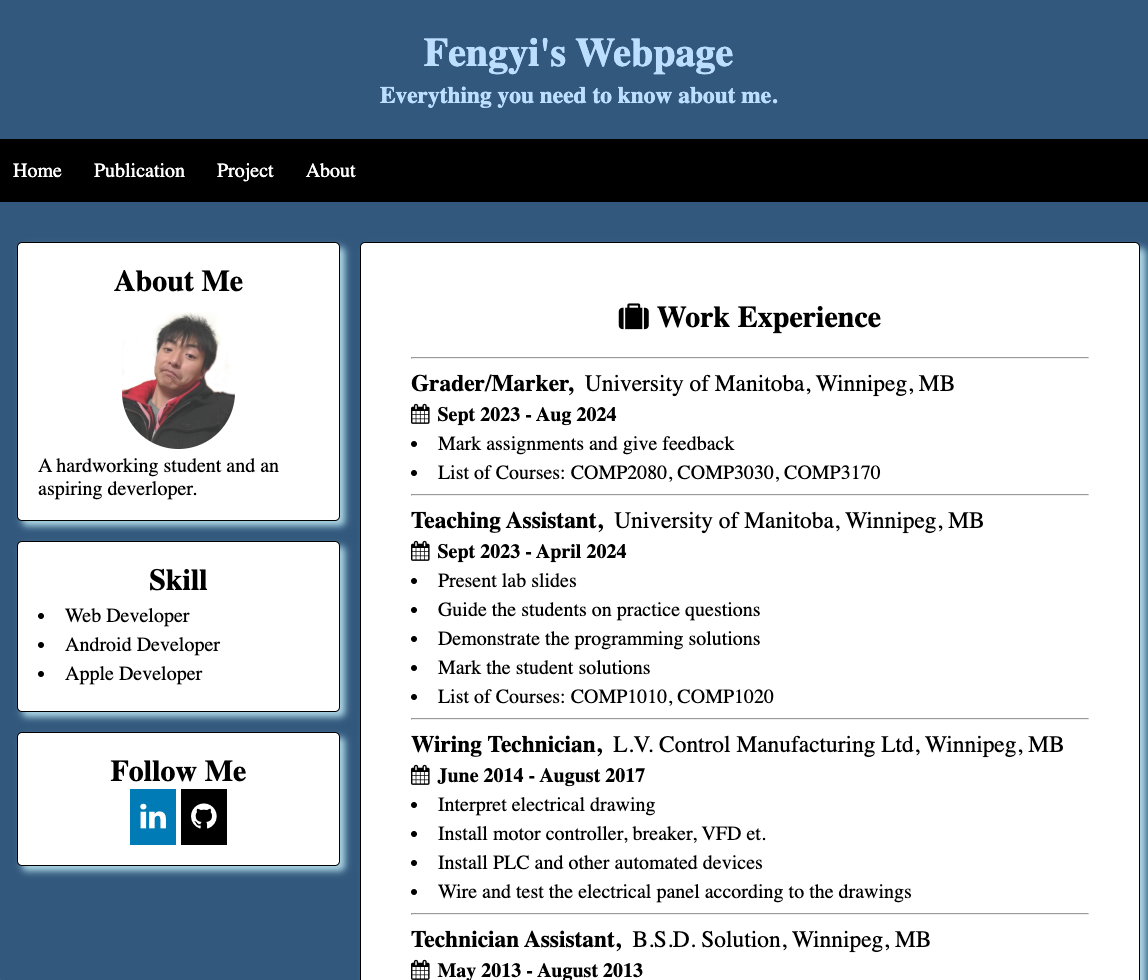 Fengyi's Webpage
Everything you need to know about me.
Home Publication Project About
About Me
A hardworking student and an
aspiring deverloper.
Skill
Web Developer
Android Developer
Apple Developer
Follow Me
in
Work Experience
Grader/Marker, University of Manitoba, Winnipeg, MB
Sept 2023 - Aug 2024
Mark assignments and give feedback
List of Courses: COMP2080, COMP3030, COMP3170
Teaching Assistant, University of Manitoba, Winnipeg, MB
Sept 2023 - April 2024
Present lab slides
Guide the students on practice questions
Demonstrate the programming solutions
Mark the student solutions
List of Courses: COMP1010, COMP1020
Wiring Technician, L.V. Control Manufacturing Ltd, Winnipeg, MB
June 2014 - August 2017
Interpret electrical drawing
Install motor controller, breaker, VFD et.
Install PLC and other automated devices
Wire and test the electrical panel according to the drawings
Technician Assistant, B.S.D. Solution, Winnipeg, MB
May 2013 - August 2013